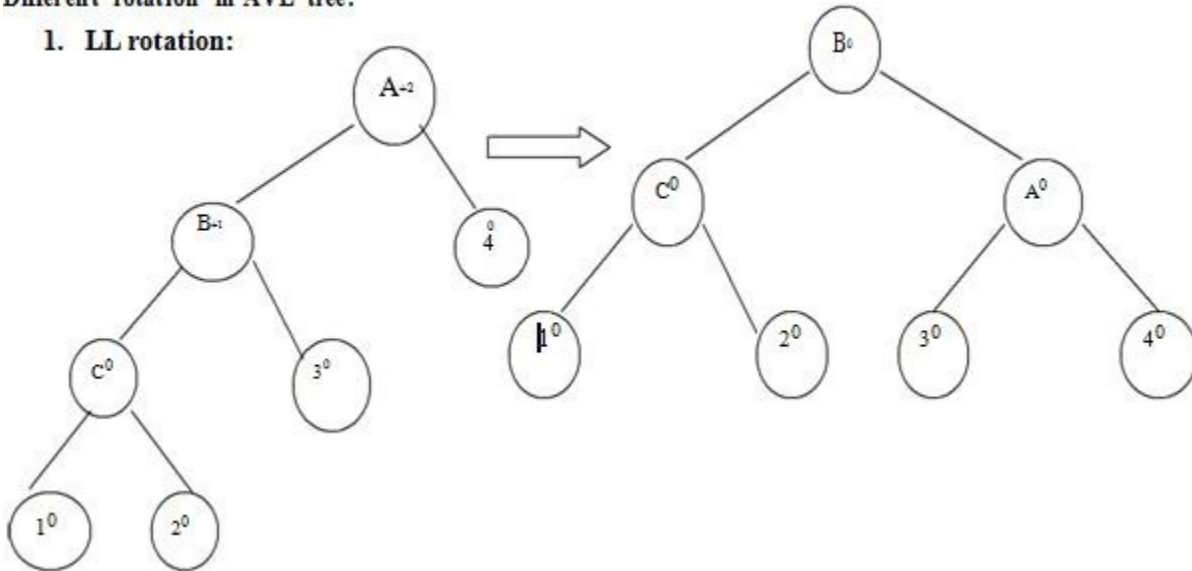 Different rotation in AVL tree:
1. LL rotation:
A+2
B+1
4⁰
C⁰
3⁰
1⁰
2⁰
B0
C⁰
A⁰
1⁰
2⁰
3⁰
4⁰